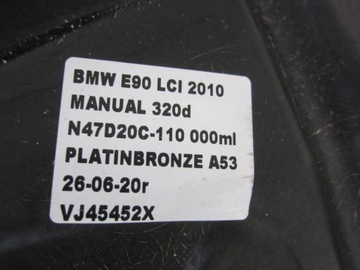 BMW E90 LCI 2010
MANUAL 320d
N47D20C-110 000ml
PLATINBRONZE A53
26-06-20r
VJ45452X